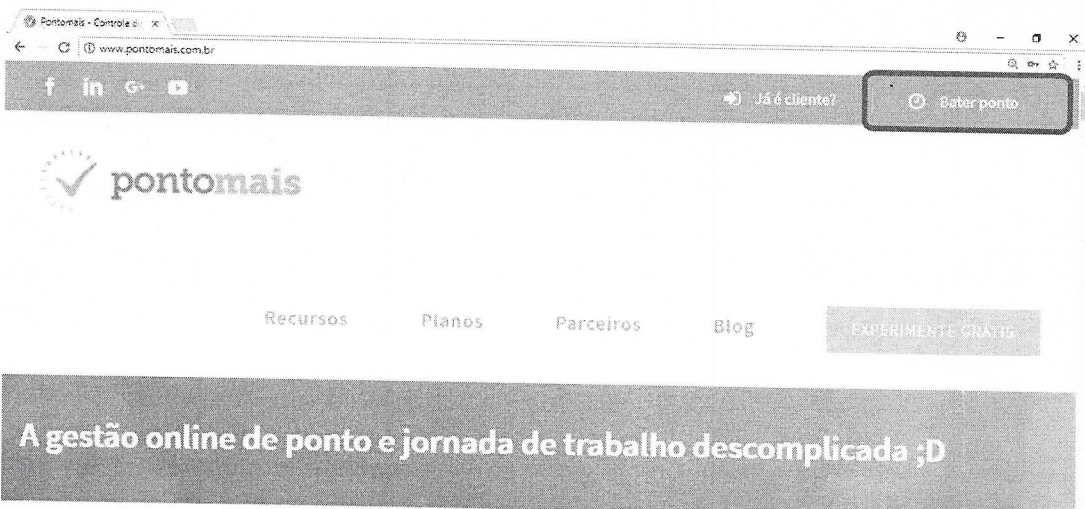 Pontomais - Controle d
www.pontomais.com.br
f in G+
Já é cliente?
Bater ponto
pontomais
Recursos
Planos
Parceiros
Blog
EXPERIMENTE GRÁTIS
A gestão online de ponto e jornada de trabalho descomplicada ;D